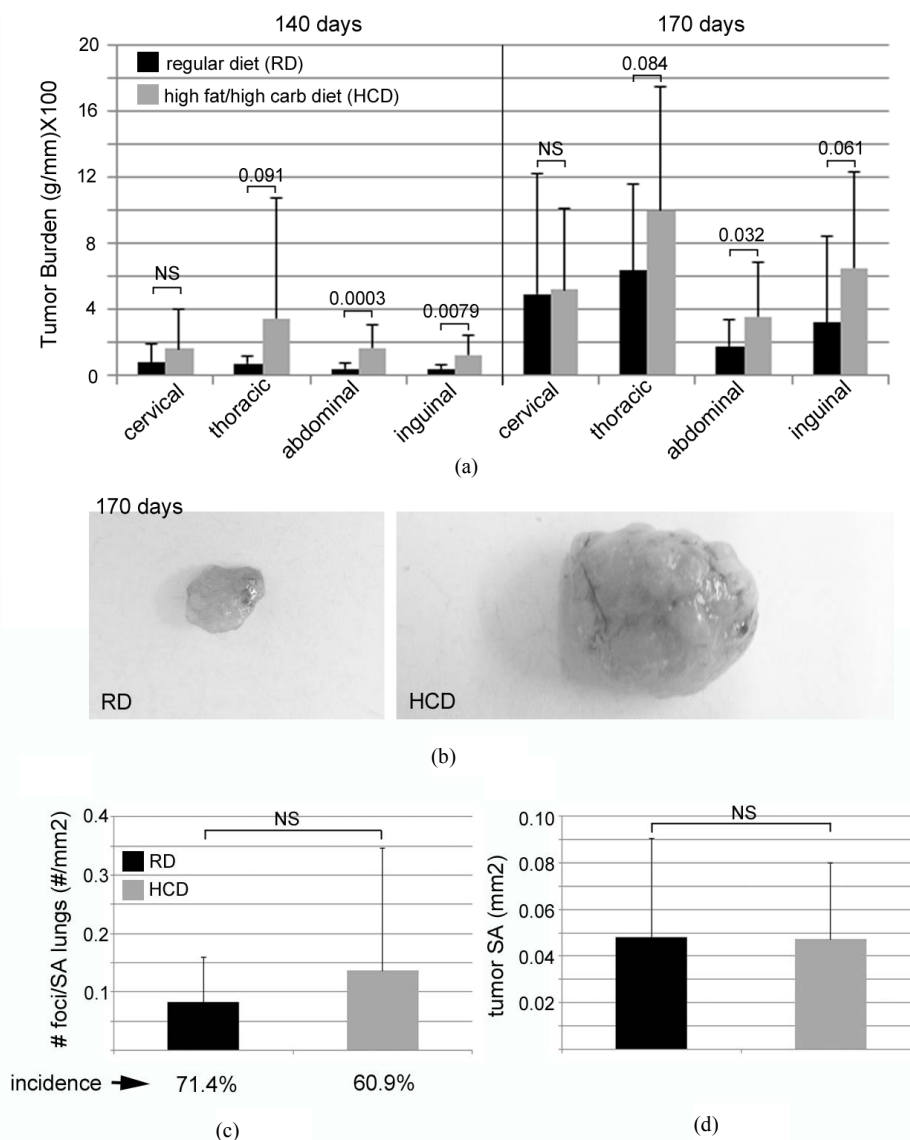 140 days 170 days
Tumor Burden (g/mm)X100
20
16
12
8
4
0
regular diet (RD)
high fat/high carb diet (HCD)
NS 0.091 0.0003 0.0079 NS 0.084 0.032 0.061
cervical thoracic abdominal inguinal cervical thoracic abdominal inguinal
(a)
170 days
RD HCD
(b)
# foci/SA lungs (#/mm2)
0.4
0.3
0.2
0.1
NS
RD
HCD
incidence 71.4% 60.9%
(c)
tumor SA (mm2)
0.10
0.08
0.06
0.04
0.02
NS
(d)